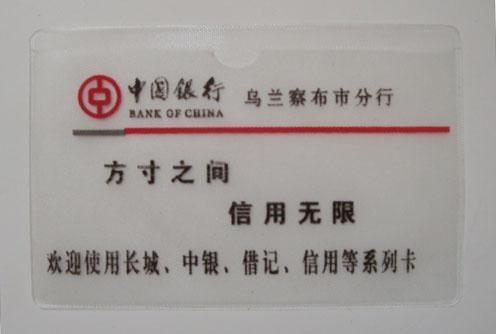 中国银行 乌兰察布市分行
BANK OF CHINA
方寸之间
信用无限
欢迎使用长城、中银、借记、信用等系列卡